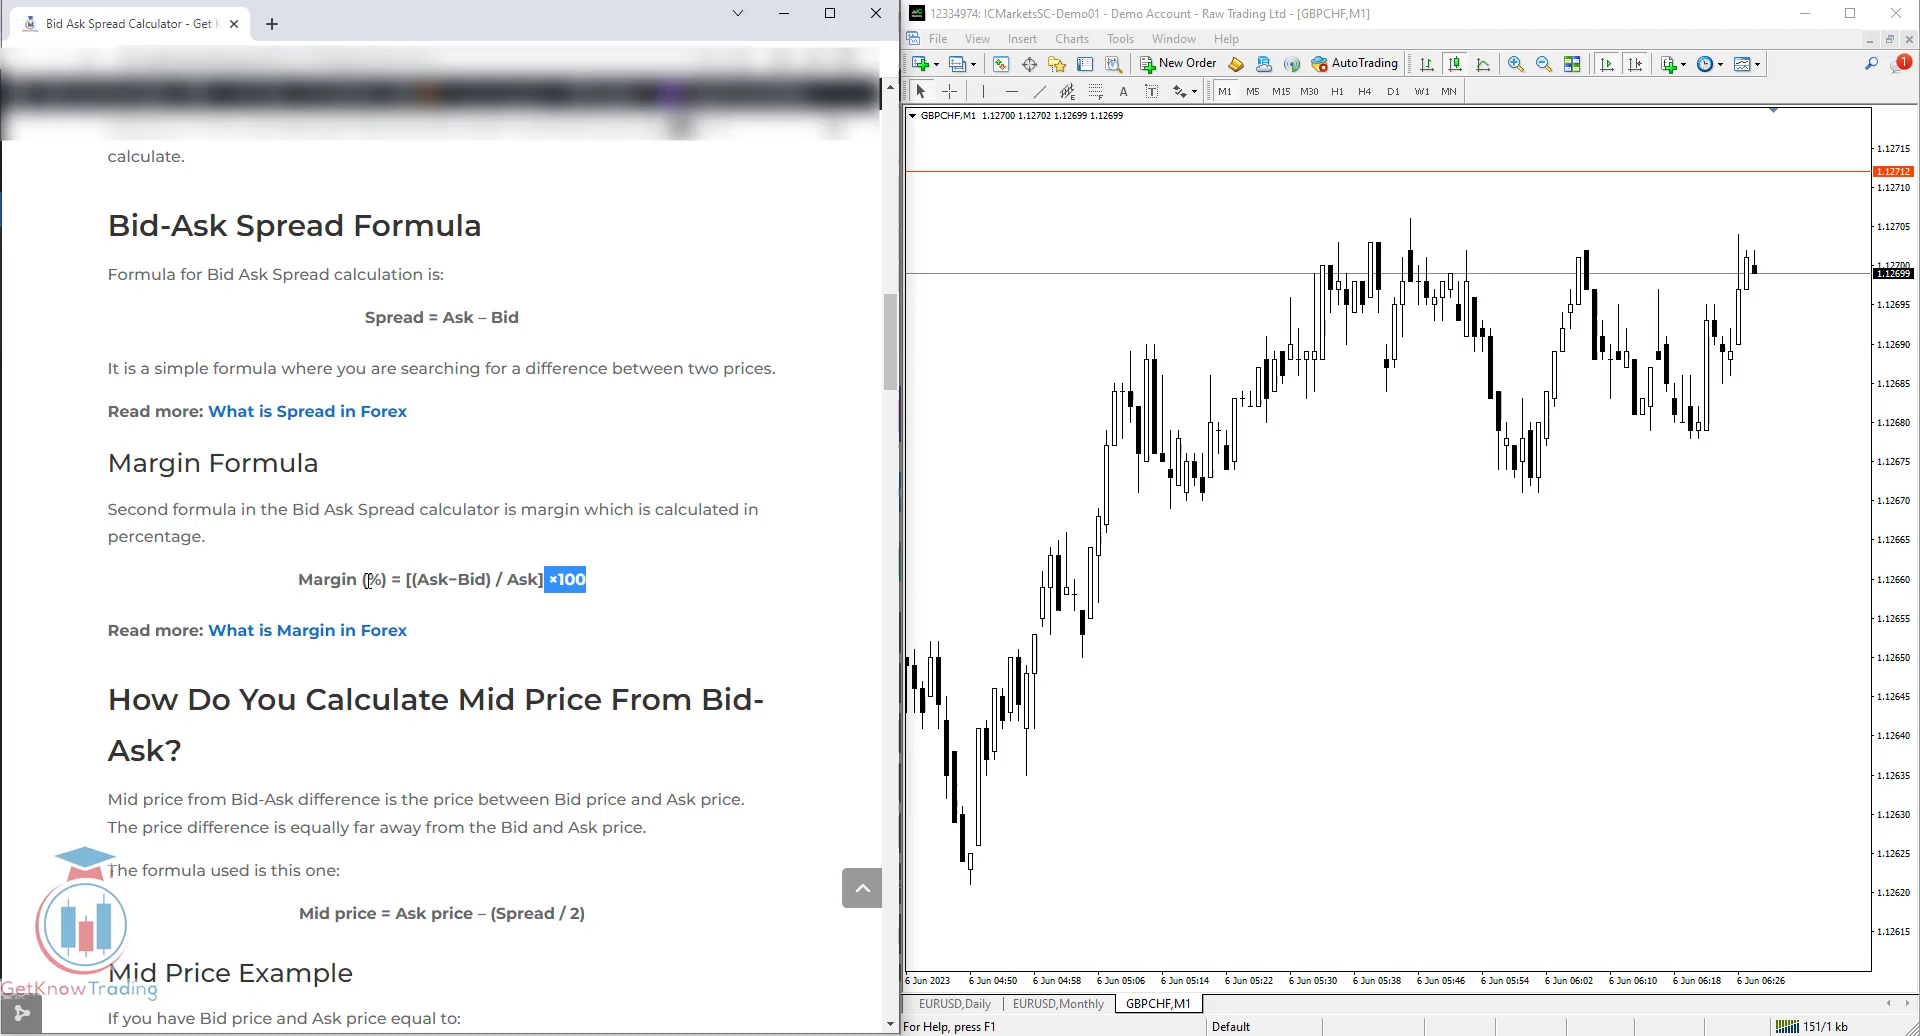 Bid Ask Spread Calculator - Get K
calculate.
Bid-Ask Spread Formula
Formula for Bid Ask Spread calculation is:
Spread = Ask – Bid
It is a simple formula where you are searching for a difference between two prices.
Read more: What is Spread in Forex
Margin Formula
Second formula in the Bid Ask Spread calculator is margin which is calculated in
percentage.
Margin (%) = [(Ask−Bid) / Ask] ×100
Read more: What is Margin in Forex
How Do You Calculate Mid Price From Bid-
Ask?
Mid price from Bid-Ask difference is the price between Bid price and Ask price.
The price difference is equally far away from the Bid and Ask price.
The formula used is this one:
Mid price = Ask price – (Spread / 2)
Mid Price Example
GetKnowTrading
If you have Bid price and Ask price equal to:
12334974: ICMarketsSC-Demo01 - Demo Account - Raw Trading Ltd - [GBPCHF,M1]
File View Insert Charts Tools Window Help
New Order AutoTrading 1
A T M1 M5 M15 M30 H1 H4 D1 W1 MN
GBPCHF,M1 1.12700 1.12702 1.12699 1.12699
1.12715
1.12712
1.12710
1.12705
1.12700
1.12699
1.12695
1.12690
1.12685
1.12680
1.12675
1.12670
1.12665
1.12660
1.12655
1.12650
1.12645
1.12640
1.12635
1.12630
1.12625
1.12620
1.12615
6 Jun 2023 6 Jun 04:50 6 Jun 04:58 6 Jun 05:06 6 Jun 05:14 6 Jun 05:22 6 Jun 05:30 6 Jun 05:38 6 Jun 05:46 6 Jun 05:54 6 Jun 06:02 6 Jun 06:10 6 Jun 06:18 6 Jun 06:26
EURUSD,Daily EURUSD,Monthly GBPCHF,M1
For Help, press F1 Default 151/1 kb